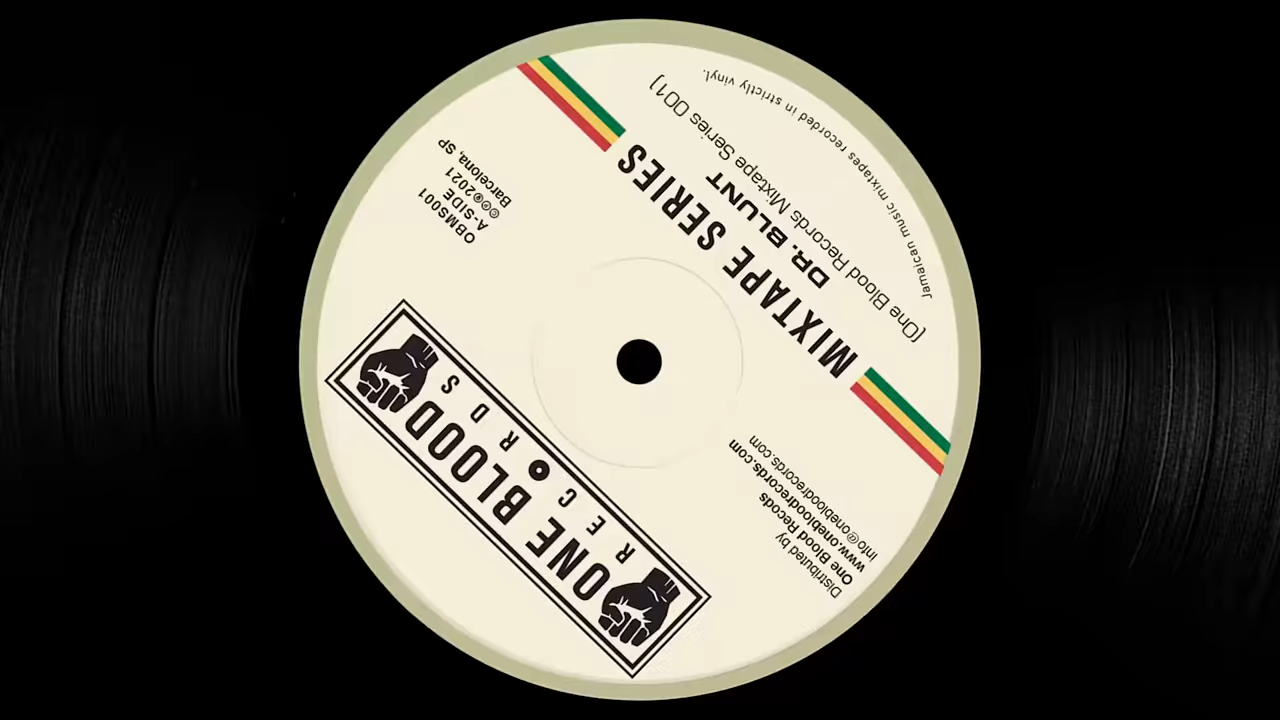 ONE BLOOD
RECORDS
OBMS001
A-SIDE
©©℗2021
Barcelona, SP
Distributed by
One Blood Recods
www.onebloodrecords.com
info@onebloodrecords.com
MIXTAPE SERIES
DR. BLUNT
[One Blood Records Mixtape Series 001]
Jamaican music mixtapes recorded in strictly vinyl.